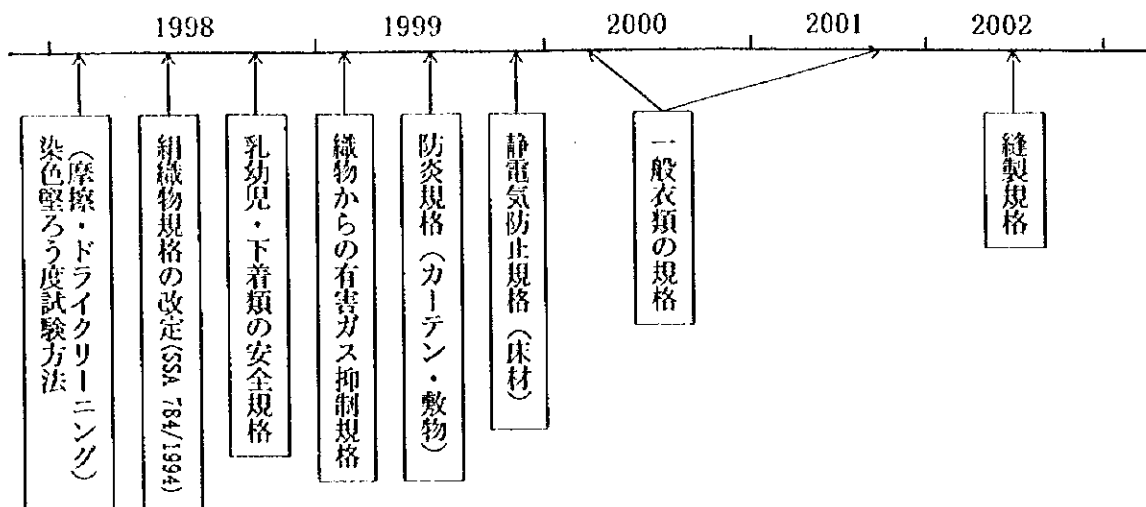 1998
1999
2000
2001
2002
染色堅ろう度試験方法
（摩擦・ドライクリーニング）
絹織物規格の改定(SSA 784/1994)
乳幼児・下着類の安全規格
織物からの有害ガス抑制規格
防炎規格（カーテン・敷物）
静電気防止規格（床材）
一般衣類の規格
縫製規格